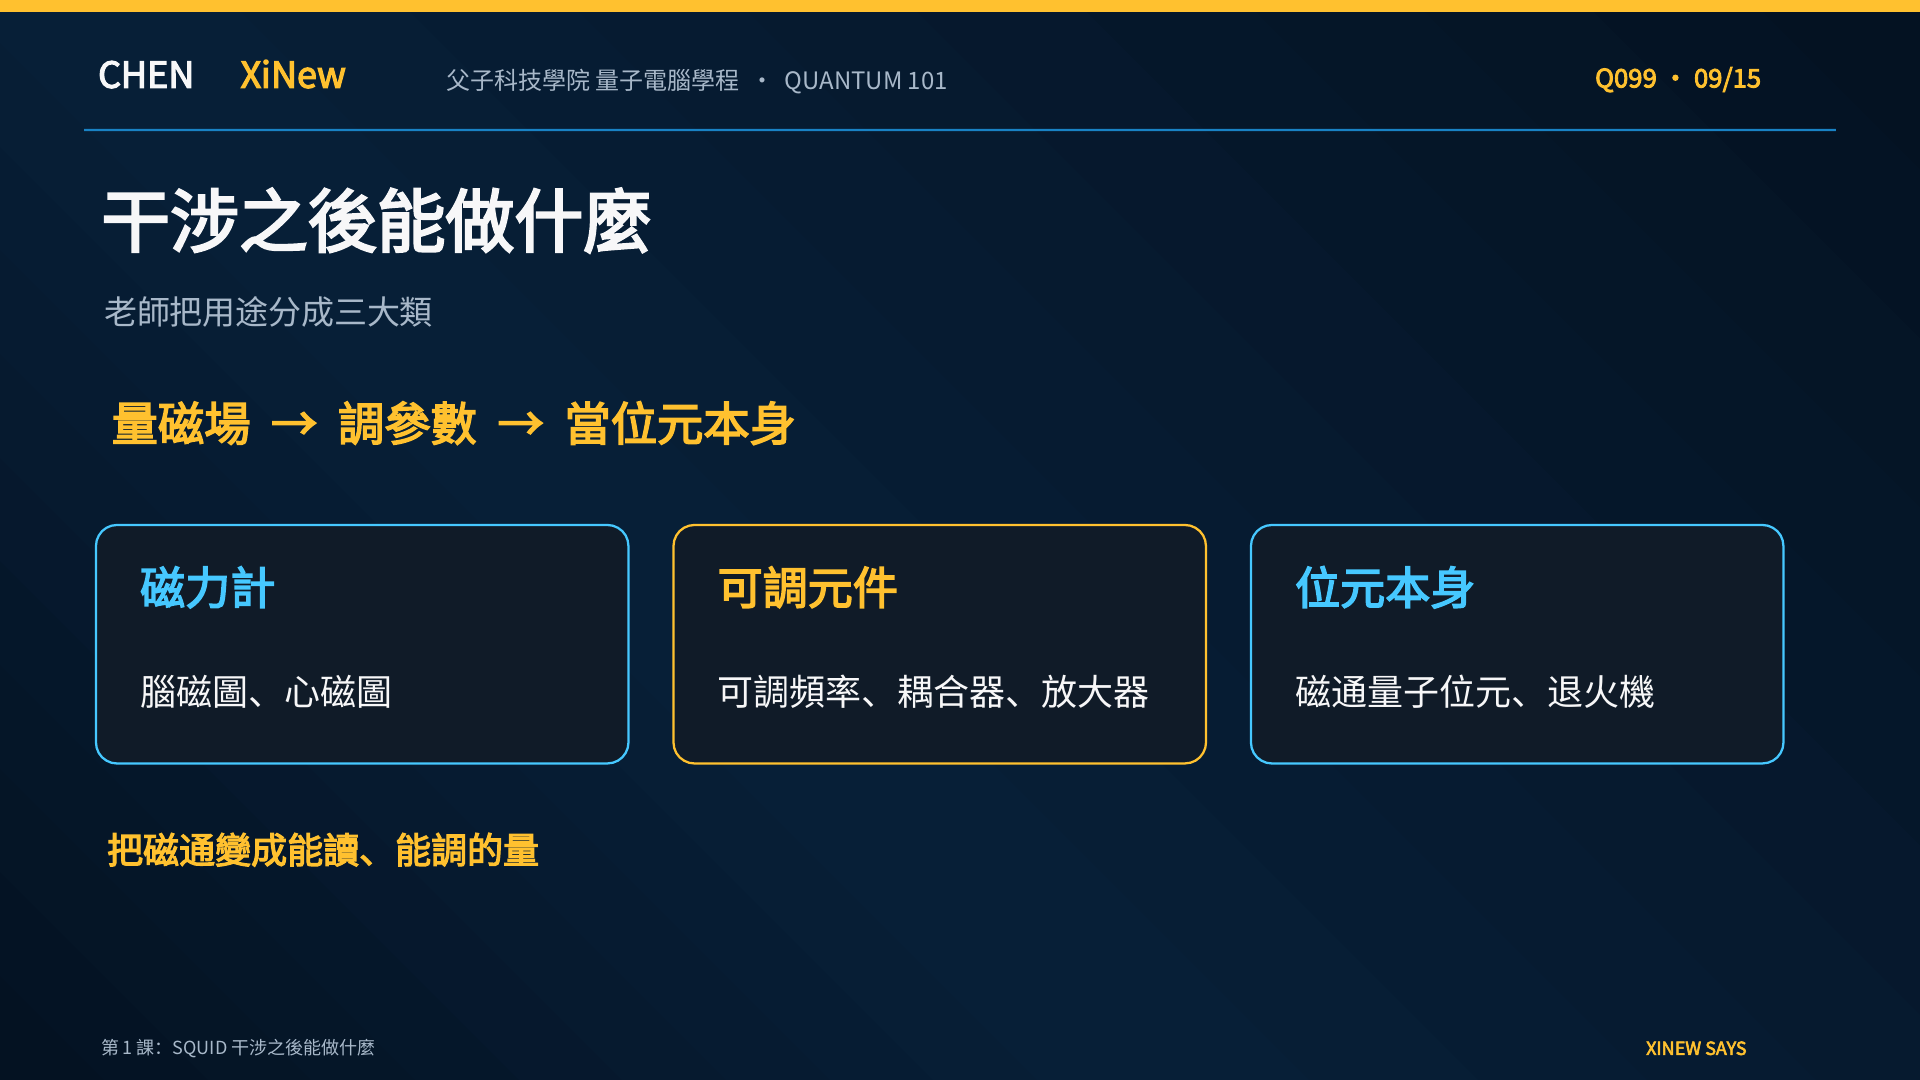 CHEN XiNew 父子科技學院 量子電腦學程 • QUANTUM 101 Q099 • 09/15
干涉之後能做什麼
老師把用途分成三大類
量磁場 → 調參數 → 當位元本身
磁力計
腦磁圖、心磁圖
可調元件
可調頻率、耦合器、放大器
位元本身
磁通量子位元、退火機
把磁通變成能讀、能調的量
第 1 課：SQUID 干涉之後能做什麼
XINEW SAYS